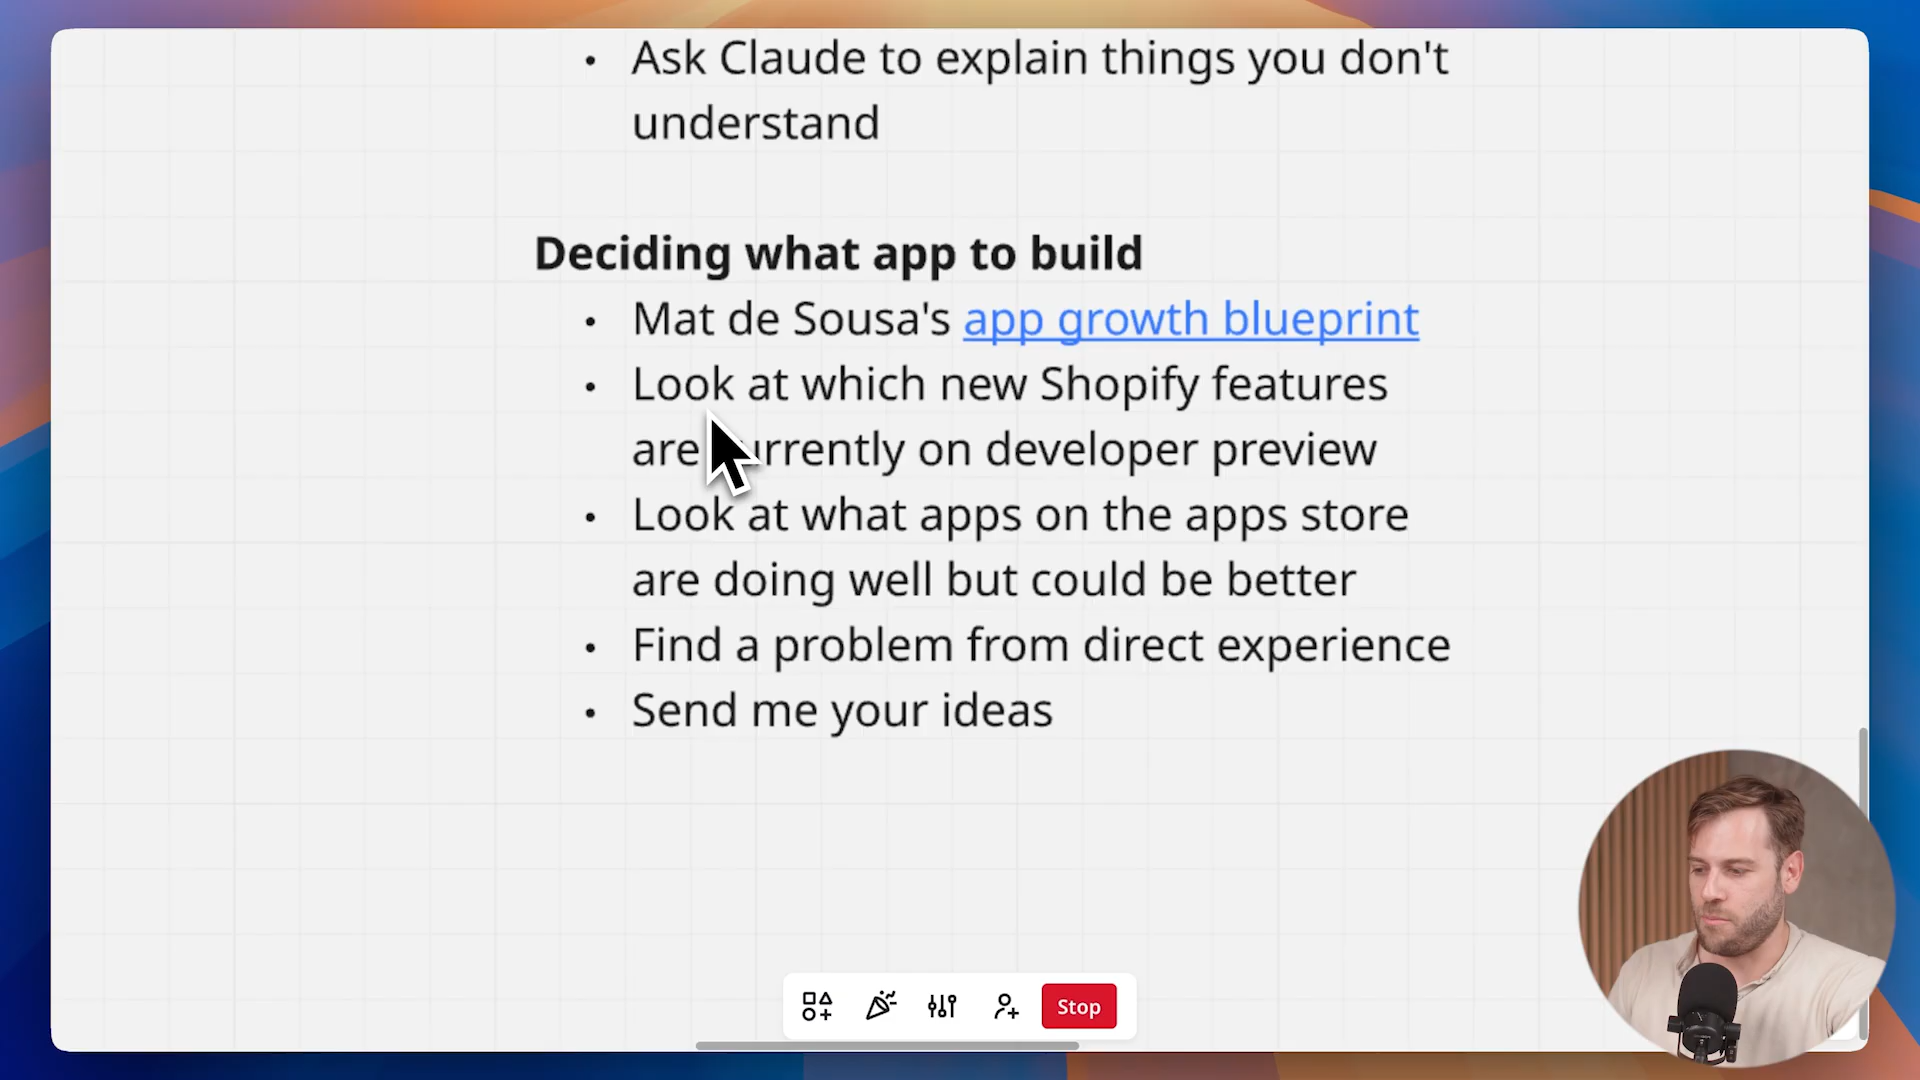 • Ask Claude to explain things you don't
understand
Deciding what app to build
• Mat de Sousa's app growth blueprint
• Look at which new Shopify features
are currently on developer preview
• Look at what apps on the apps store
are doing well but could be better
• Find a problem from direct experience
• Send me your ideas
Stop